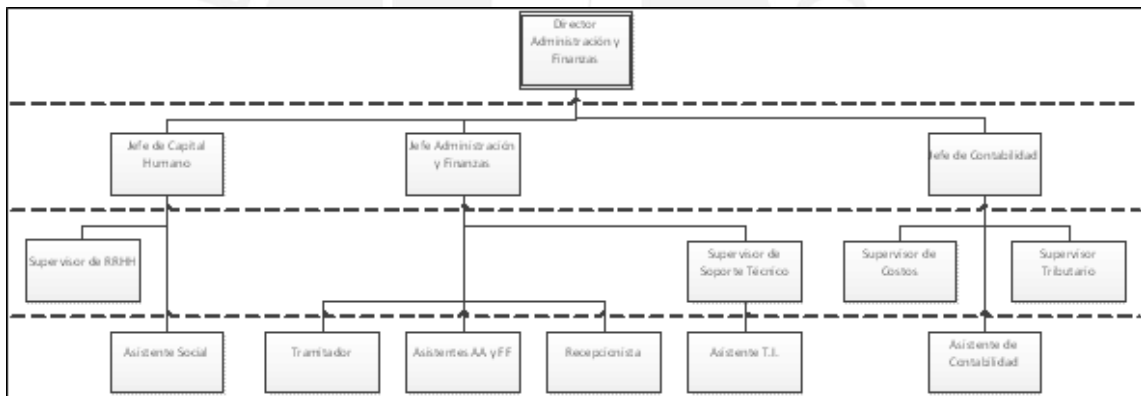 Director
Administración y
Finanzas
Jefe de Capital
Humano
Jefe Administración
y Finanzas
Jefe de Contabilidad
Supervisor de RRHH
Supervisor de
Soporte Técnico
Supervisor de
Costos
Supervisor
Tributario
Asistente Social
Tramitador
Asistentes AA y FF
Recepcionista
Asistente T.I.
Asistente de
Contabilidad